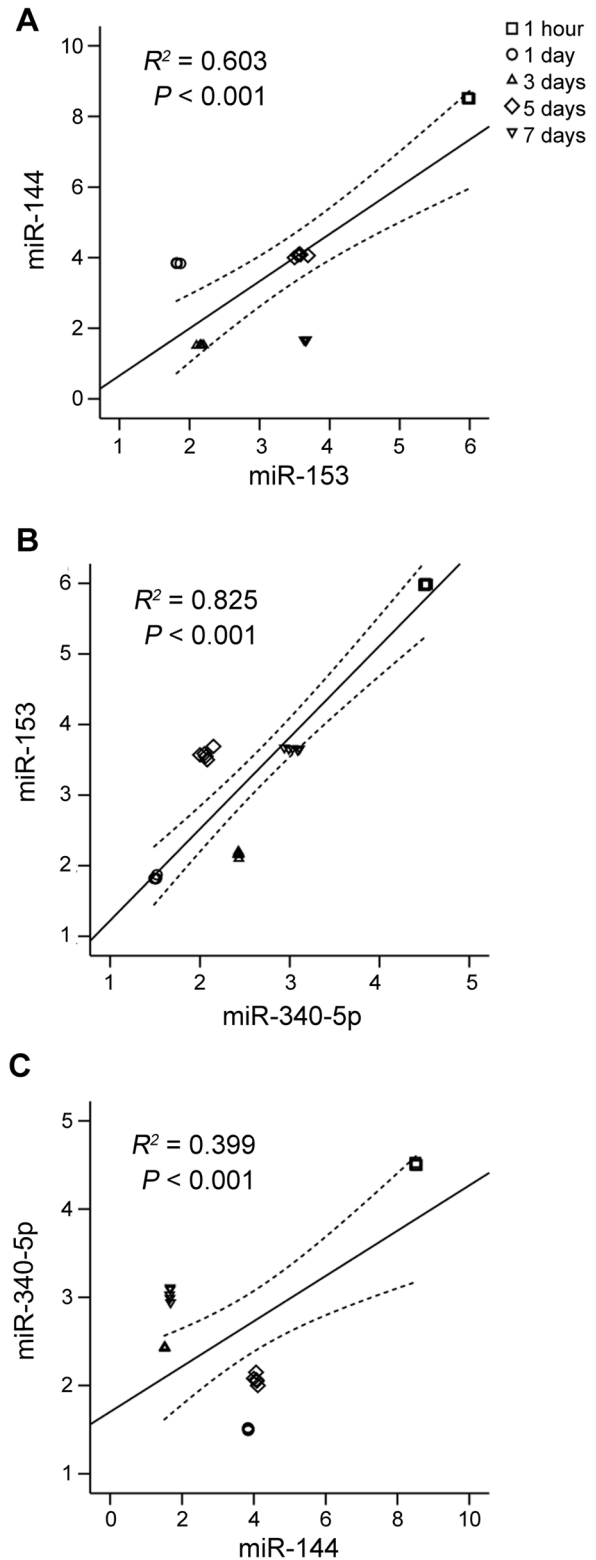 A
R² = 0.603
P < 0.001
1 hour
1 day
3 days
5 days
7 days
miR-144
10
8
6
4
2
0
1 2 3 4 5 6
miR-153
B
R² = 0.825
P < 0.001
miR-153
6
5
4
3
2
1
1 2 3 4 5
miR-340-5p
C
R² = 0.399
P < 0.001
miR-340-5p
5
4
3
2
1
0 2 4 6 8 10
miR-144